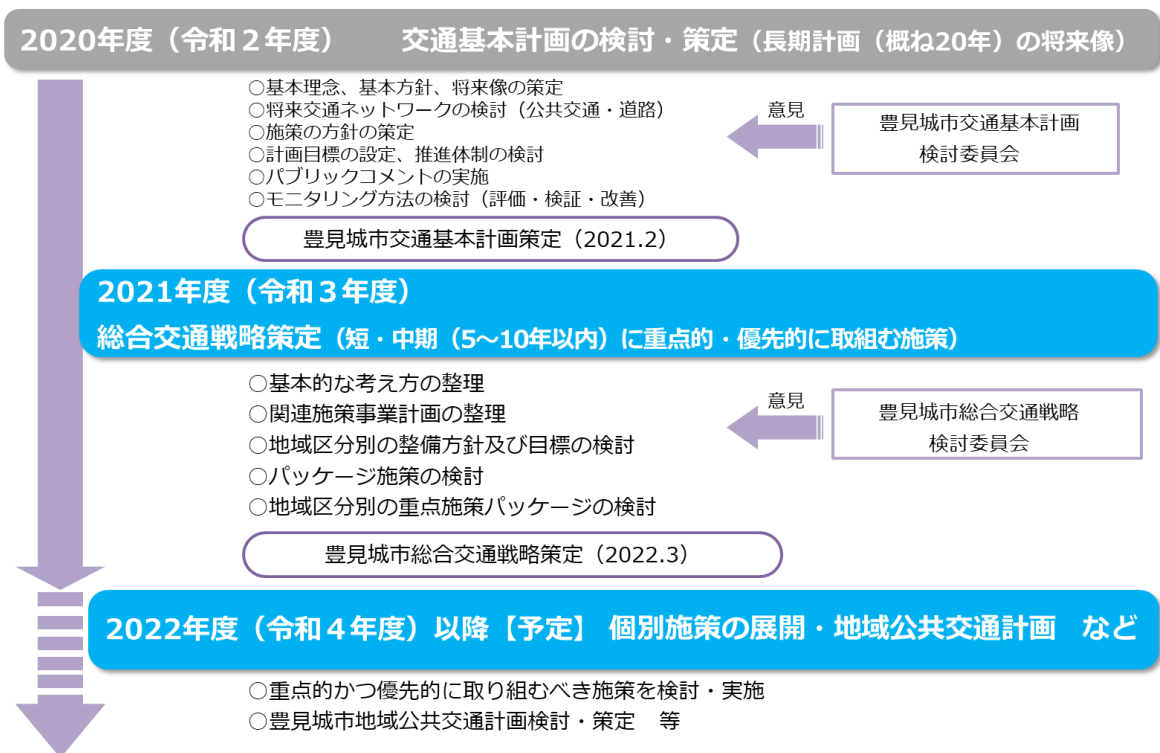 2020年度（令和２年度）　　交通基本計画の検討・策定（長期計画（概ね20年）の将来像）
○基本理念、基本方針、将来像の策定
○将来交通ネットワークの検討（公共交通・道路）
○施策の方針の策定
○計画目標の設定、推進体制の検討
○パブリックコメントの実施
○モニタリング方法の検討（評価・検証・改善）
意見
豊見城市交通基本計画
検討委員会
豊見城市交通基本計画策定（2021.2）
2021年度（令和３年度）
総合交通戦略策定（短・中期（5～10年以内）に重点的・優先的に取組む施策）
○基本的な考え方の整理
○関連施策事業計画の整理
○地域区分別の整備方針及び目標の検討
○パッケージ施策の検討
○地域区分別の重点施策パッケージの検討
意見
豊見城市総合交通戦略
検討委員会
豊見城市総合交通戦略策定（2022.3）
2022年度（令和４年度）以降【予定】 個別施策の展開・地域公共交通計画　など
○重点的かつ優先的に取り組むべき施策を検討・実施
○豊見城市地域公共交通計画検討・策定　等